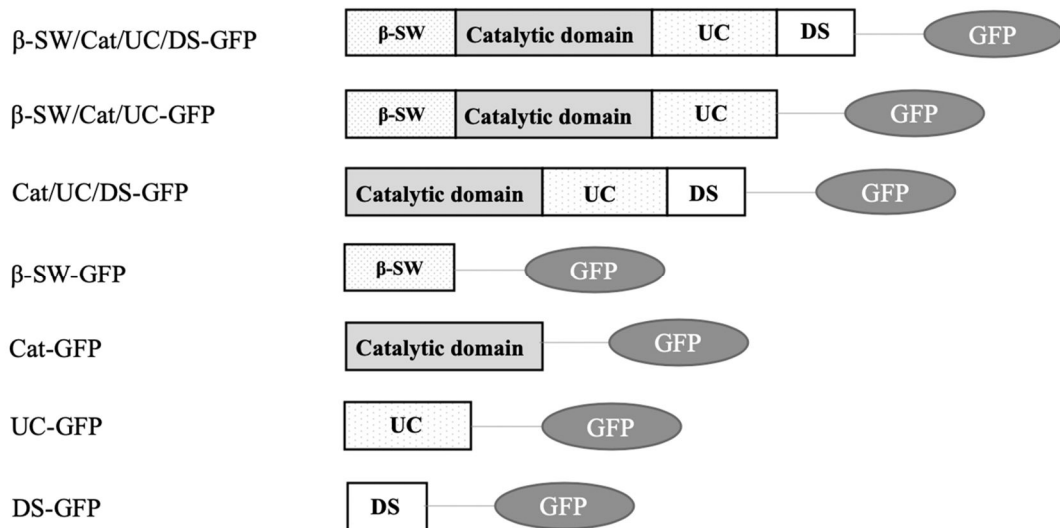 β-SW/Cat/UC/DS-GFP β-SW Catalytic domain UC DS GFP
β-SW/Cat/UC-GFP β-SW Catalytic domain UC GFP
Cat/UC/DS-GFP Catalytic domain UC DS GFP
β-SW-GFP β-SW GFP
Cat-GFP Catalytic domain GFP
UC-GFP UC GFP
DS-GFP DS GFP